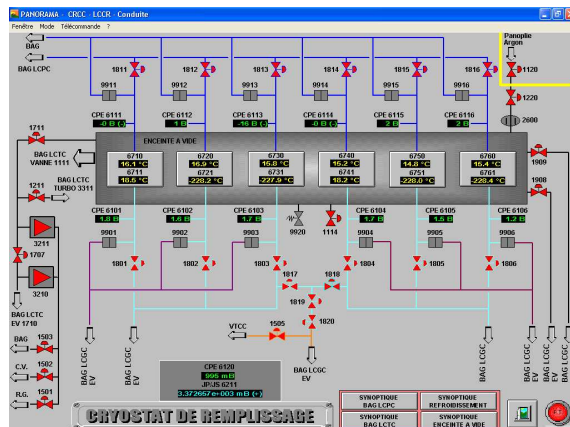 PANORAMA - CRCC - LCCR - Conduite
Fenêtre Mode Télécommande ?
BAG
BAG LCPC
Panoplie
Argon
1811 1812 1813 1814 1815 1816 1120
9911 9912 9913 9914 9915 9916 1220
CPE 6111 CPE 6112 CPE 6113 CPE 6114 CPE 6115 CPE 6116
-0 B (-) 1 B -16 B (-) -0 B (-) 2 B 2 B 2600
1711
ENCEINTE A VIDE
BAG LCTC
VANNE 1111
6710 6720 6730 6740 6750 6760
16.1 °C 16.9 °C 15.8 °C 15.2 °C 14.8 °C 15.4 °C
6711 6721 6731 6741 6751 6761
18.5 °C -228.2 °C -227.9 °C 18.2 °C -228.0 °C -228.4 °C
1909
1211
BAG LCTC
TURBO 3311
1908
CPE 6101 CPE 6102 CPE 6103 CPE 6104 CPE 6105 CPE 6106
1.8 B 1.6 B 1.7 B 1.7 B 1.5 B 1.2 B
9920 1114
3211
9901 9902 9903 9904 9905 9906
1707
1801 1802 1803 1804 1805 1806
1817 1818
3210
1819
1820
BAG LCTC
EV 1710
VTCC
1505
BAG LCGC
EV
BAG LCGC
EV
BAG LCGC
EV
BAG LCGC
EV
BAG LCGC
EV
BAG LCGC
EV
BAG LCGC
EV
BAG
1503
C.V.
1502
R.G.
1501
CPE 6120
995 mB
JP/JS 6211
3.372657e+003 mB (+)
CRYOSTAT DE REMPLISSAGE
SYNOPTIQUE
BAG LCPC
SYNOPTIQUE
REFROIDISSEMENT
SYNOPTIQUE
BAG LCTC
SYNOPTIQUE
ENCEINTE A VIDE